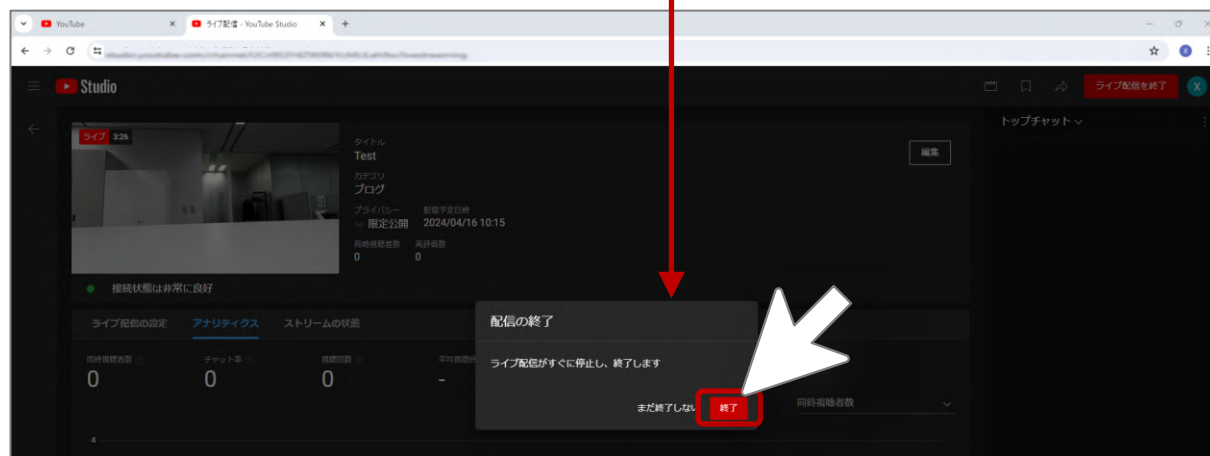 YouTube
ライブ配信 - YouTube Studio
Studio
ライブ配信を終了
X
トップチャット
ライブ 3:26
タイトル
Test
編集
カテゴリ
ブログ
プライバシー 配信予定日時
限定公開 2024/04/16 10:15
同時視聴者数 高評価数
0 0
接続状態は非常に良好
ライブ配信の設定 アナリティクス ストリームの状態
配信の終了
同時視聴者数 チャット率 視聴回数 平均視聴
0 0 0 -
ライブ配信がすぐに停止し、終了します
まだ終了しない 終了
同時視聴者数
4